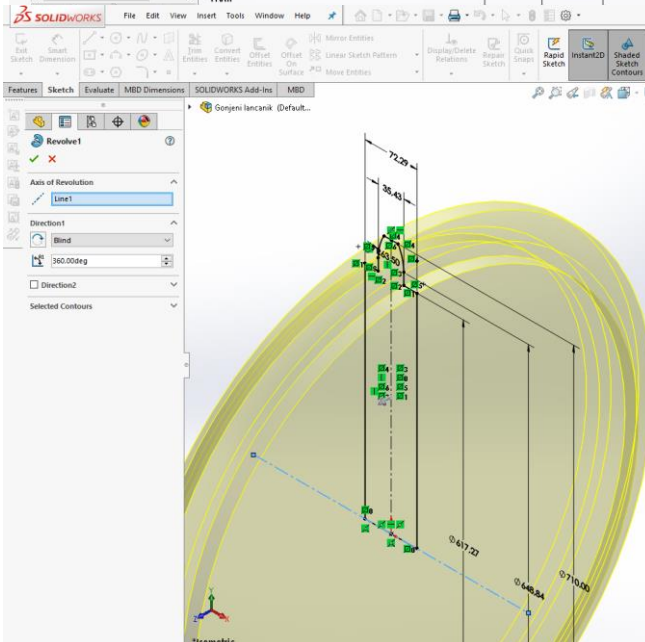 SOLIDWORKS File Edit View Insert Tools Window Help
Exit Sketch Smart Dimension Trim Entities Convert Entities Offset Entities Offset On Surface Mirror Entities Linear Sketch Pattern Move Entities Display/Delete Relations Repair Sketch Quick Snaps Rapid Sketch Instant2D Shaded Sketch Contours
Features Sketch Evaluate MBD Dimensions SOLIDWORKS Add-Ins MBD
Gonjeni lancanik (Default...
Revolve1
Axis of Revolution
Line1
Direction1
Blind
360.00deg
Direction2
Selected Contours
72.29
35.43
Ø617.27
Ø648.84
Ø710.00
Y
Z
X
*Isometric